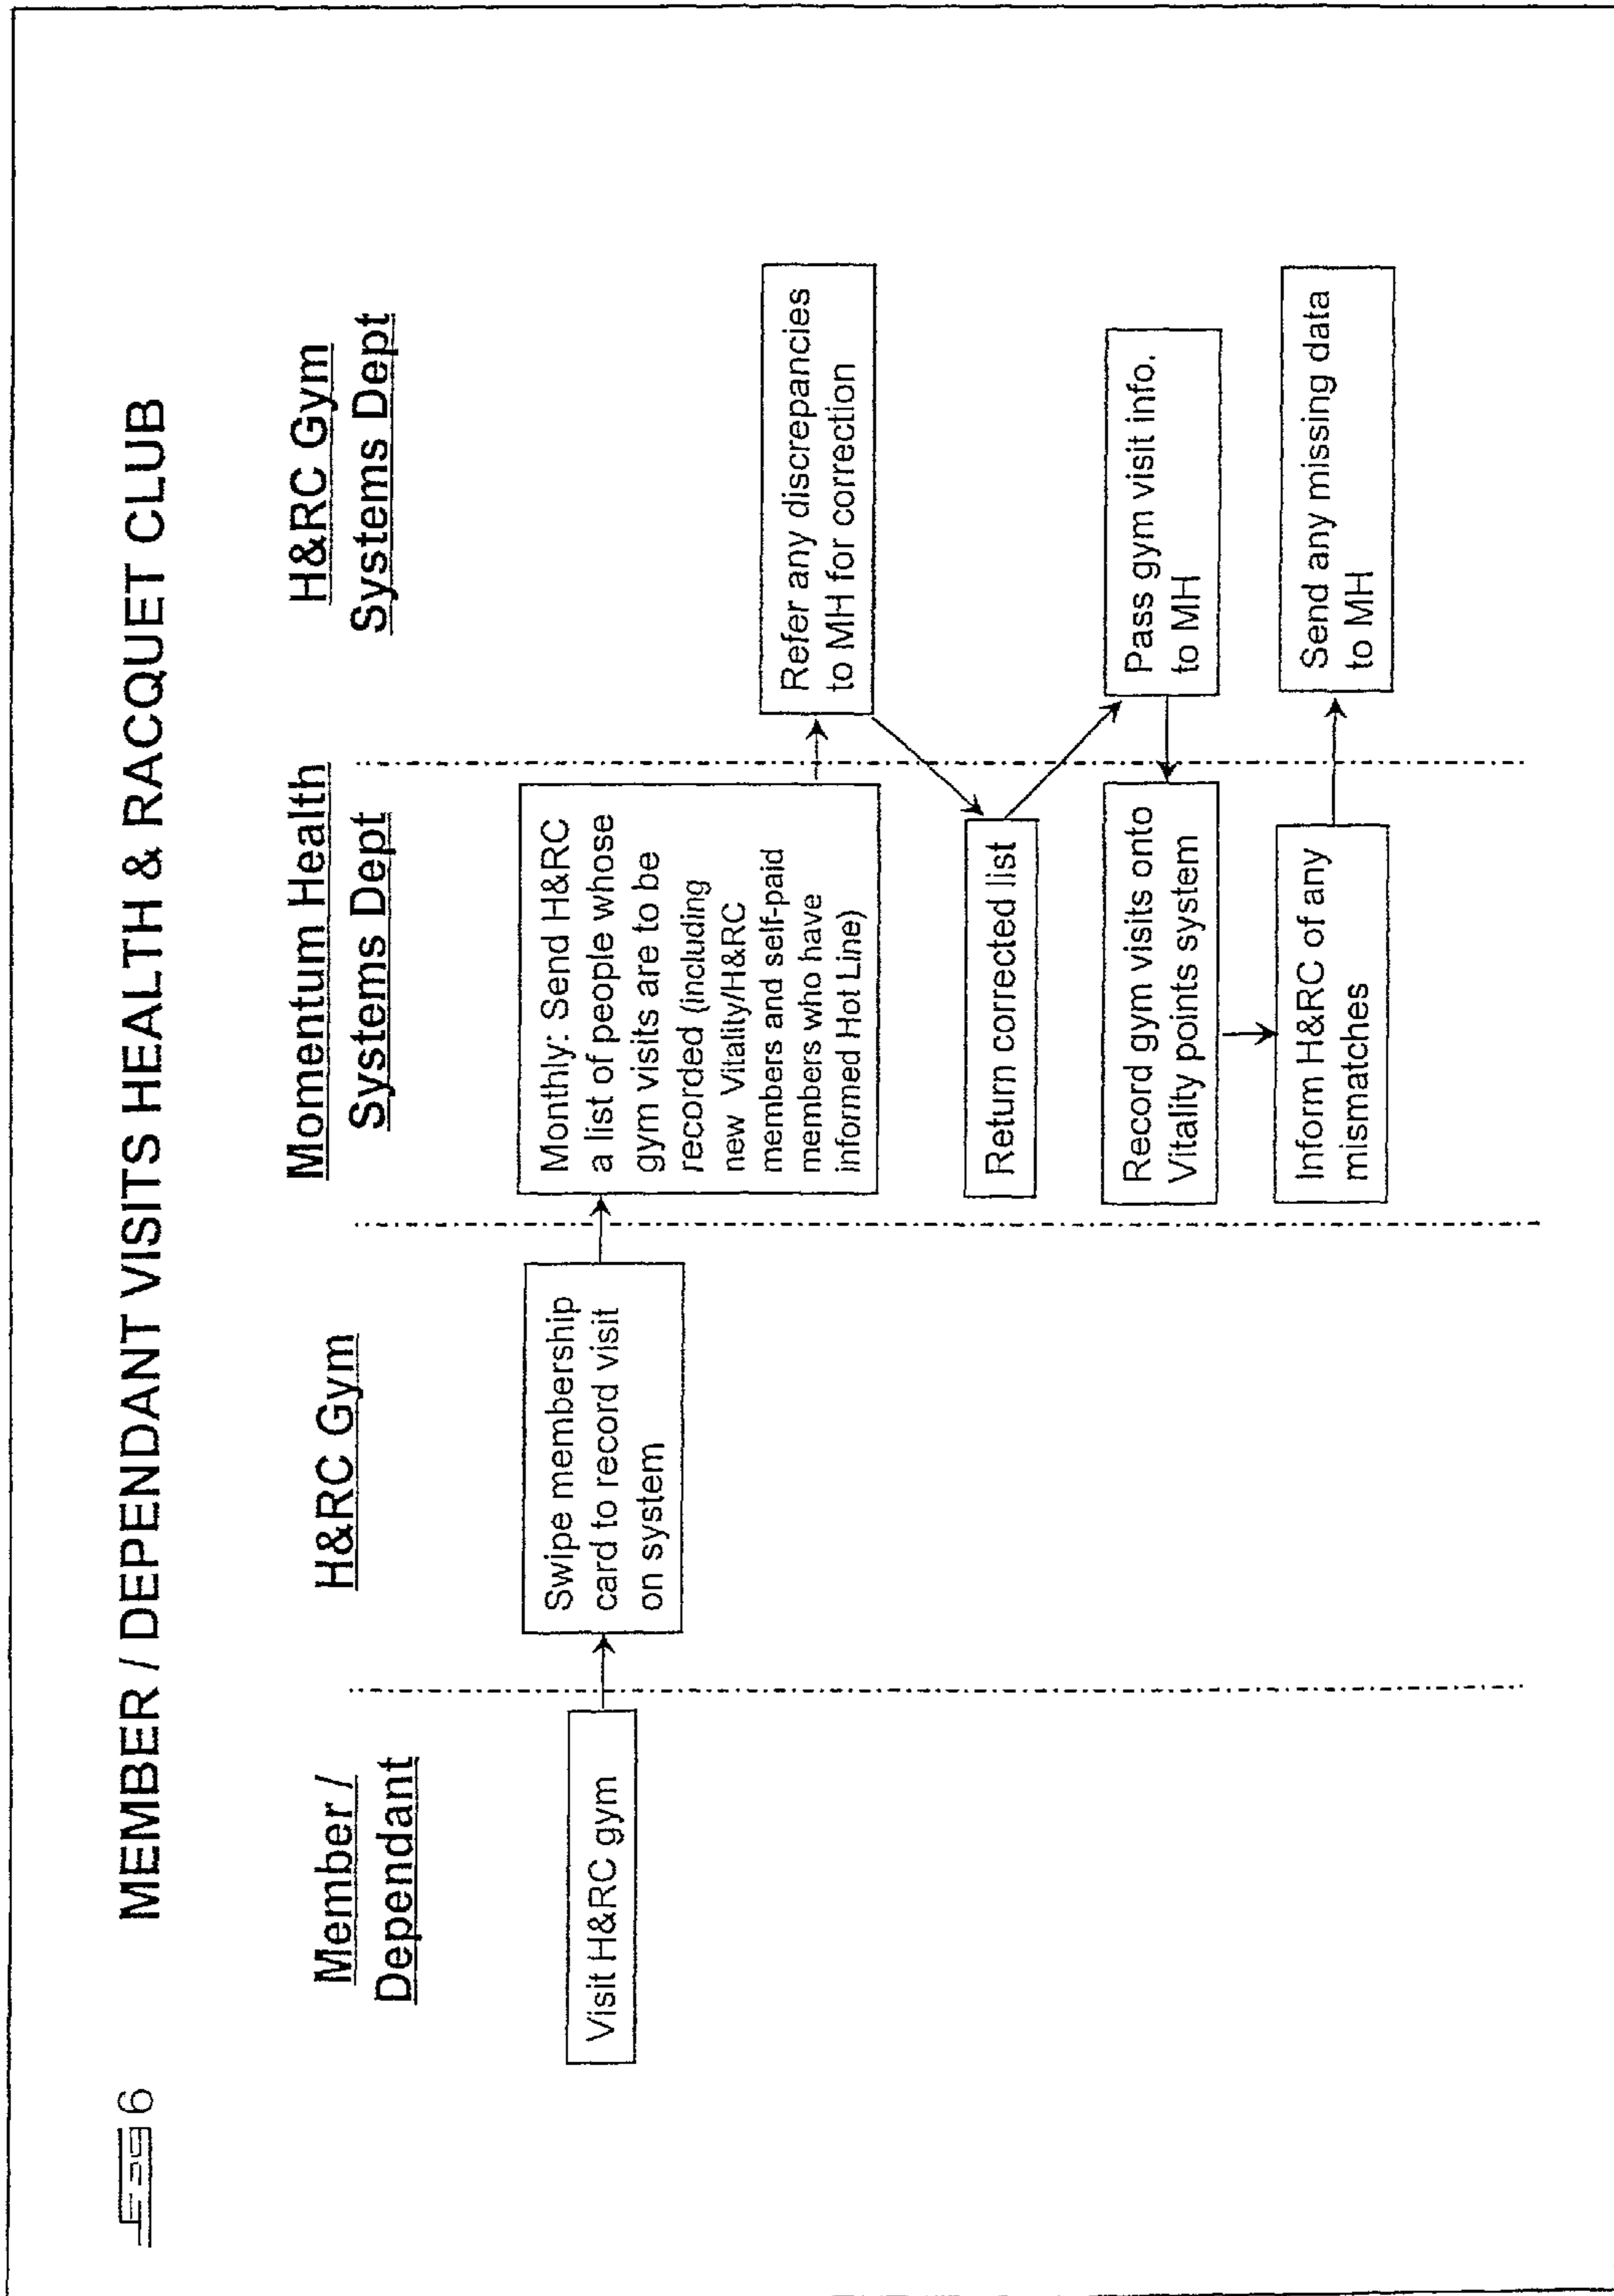 6
MEMBER / DEPENDANT VISITS HEALTH & RACQUET CLUB
Member /
Dependant
H&RC Gym
Momentum Health
Systems Dept
H&RC Gym
Systems Dept
Visit H&RC gym
Swipe membership
card to record visit
on system
Monthly: Send H&RC
a list of people whose
gym visits are to be
recorded (including
new Vitality/H&RC
members and self-paid
members who have
informed Hot Line)
Refer any discrepancies
to MH for correction
Return corrected list
Pass gym visit info.
to MH
Record gym visits onto
Vitality points system
Inform H&RC of any
mismatches
Send any missing data
to MH